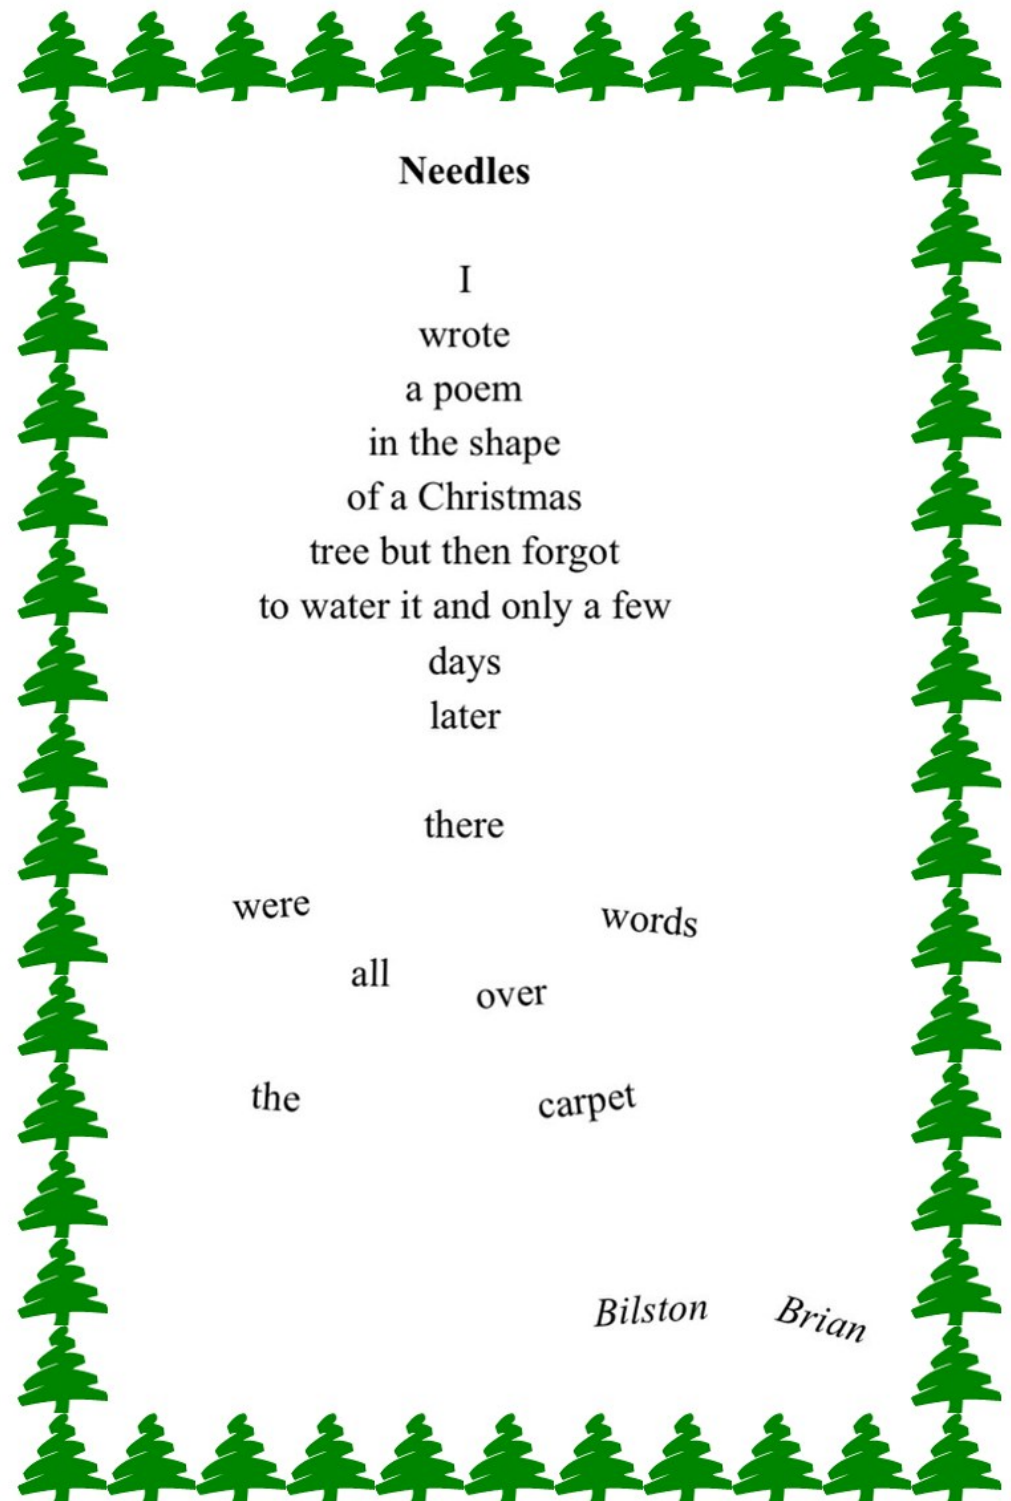 Needles
I
wrote
a poem
in the shape
of a Christmas
tree but then forgot
to water it and only a few
days
later
there
were words
all over
the carpet
Bilston Brian